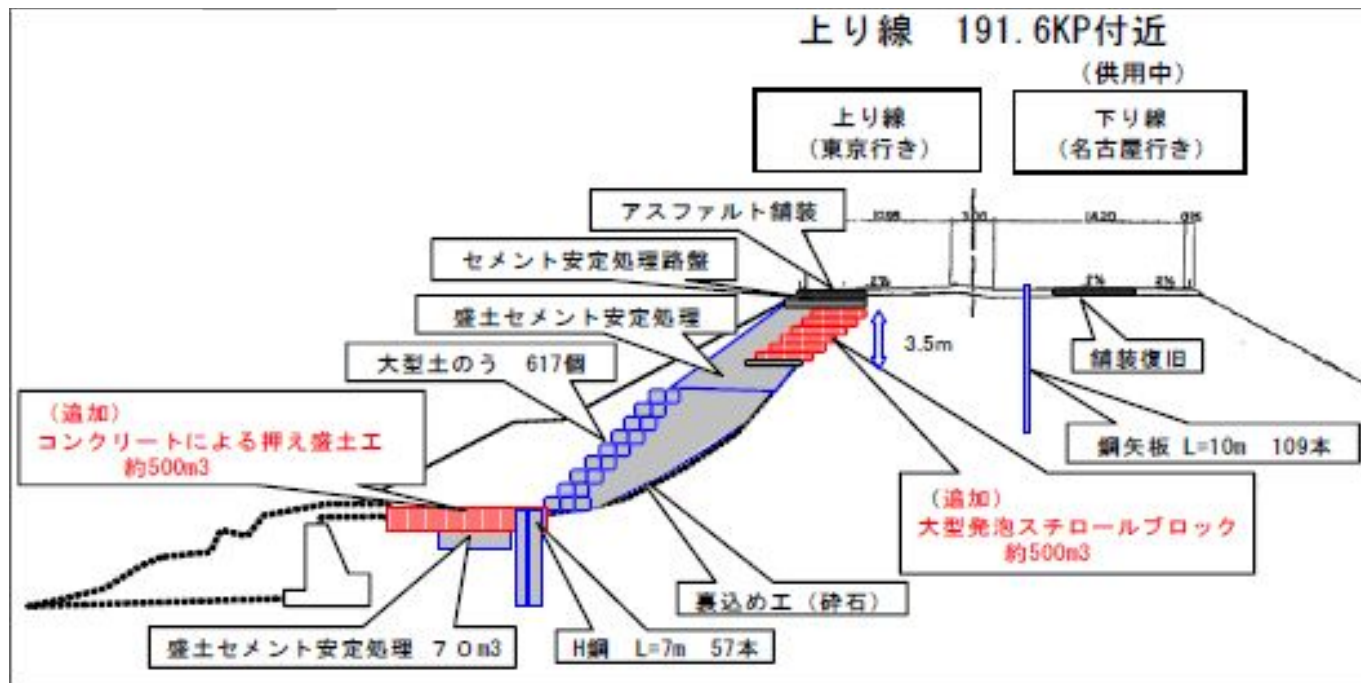 上り線 191.6KP付近
(供用中)
上り線
(東京行き)
下り線
(名古屋行き)
アスファルト舗装
セメント安定処理路盤
盛土セメント安定処理
大型土のう 617個
3.00
3.5m
舗装復旧
(追加)
コンクリートによる押え盛土工
約500m3
鋼矢板 L=10m 109本
(追加)
大型発泡スチロールブロック
約500m3
裏込め工(砕石)
盛土セメント安定処理 70m3
H鋼 L=7m 57本